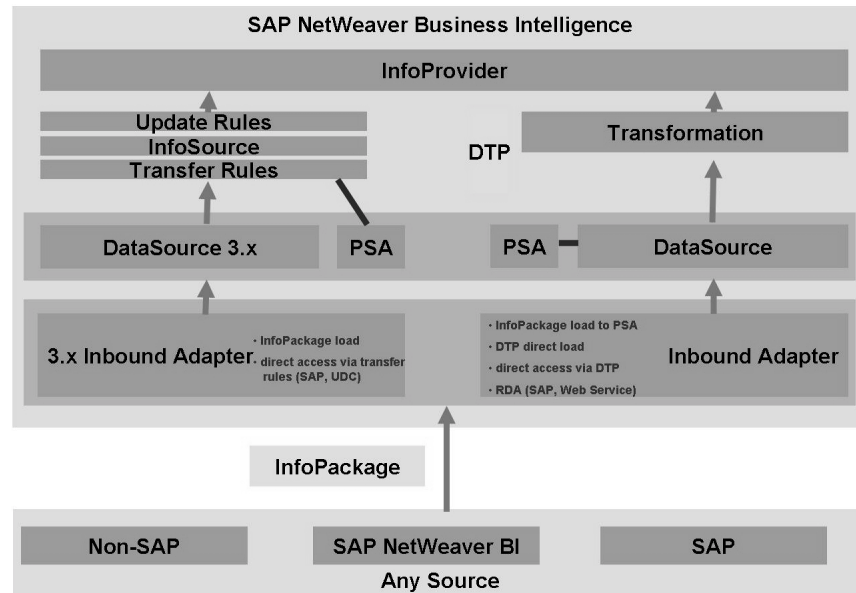 SAP NetWeaver Business Intelligence
InfoProvider
Update Rules
InfoSource
Transfer Rules
DTP
Transformation
DataSource 3.x
PSA
PSA
DataSource
3.x Inbound Adapter
· InfoPackage load
· direct access via transfer
rules (SAP, UDC)
· InfoPackage load to PSA
· DTP direct load
· direct access via DTP
· RDA (SAP, Web Service)
Inbound Adapter
InfoPackage
Non-SAP
SAP NetWeaver BI
SAP
Any Source